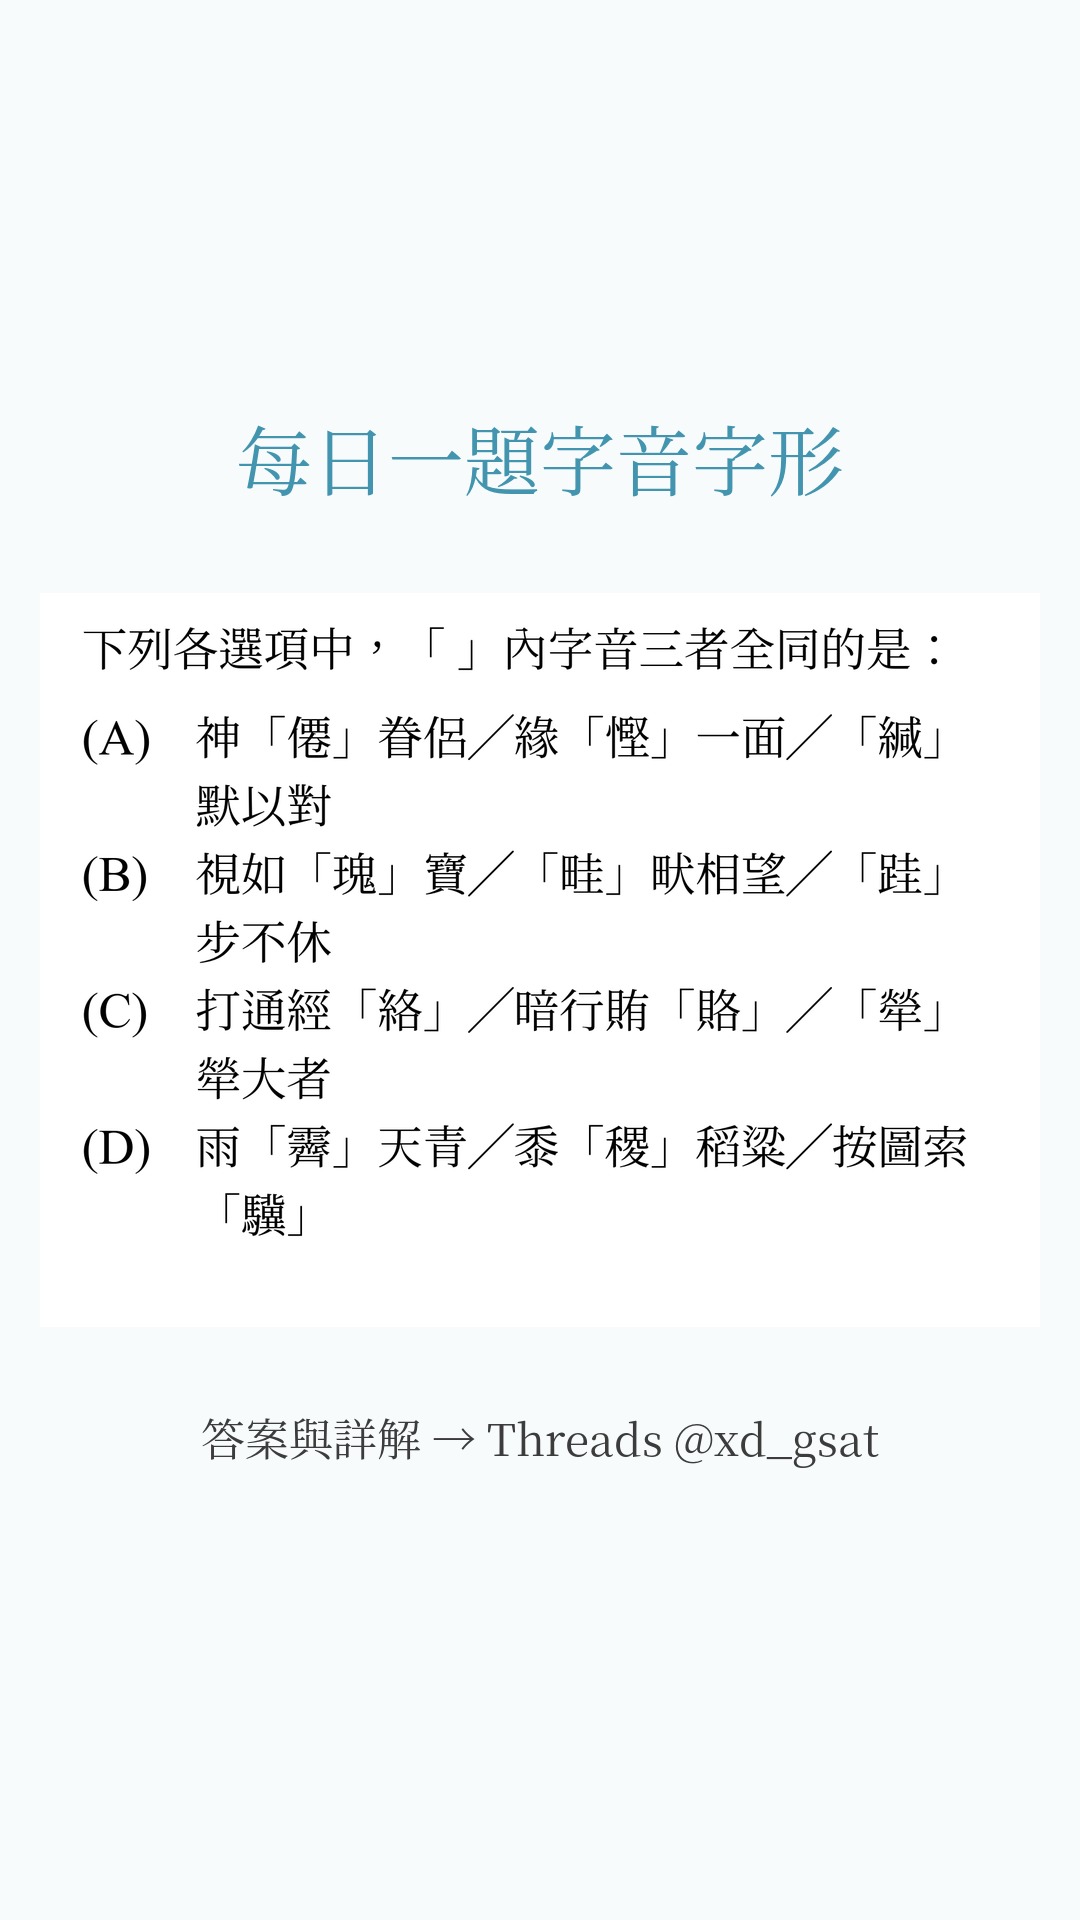 每日一題字音字形
下列各選項中，「 」內字音三者全同的是：
(A) 神「僊」眷侶／緣「慳」一面／「緘」
默以對
(B) 視如「瑰」寶／「畦」畎相望／「跬」
步不休
(C) 打通經「絡」／暗行賄「賂」／「犖」
犖大者
(D) 雨「霽」天青／黍「稷」稻粱／按圖索
「驥」
答案與詳解 → Threads @xd_gsat